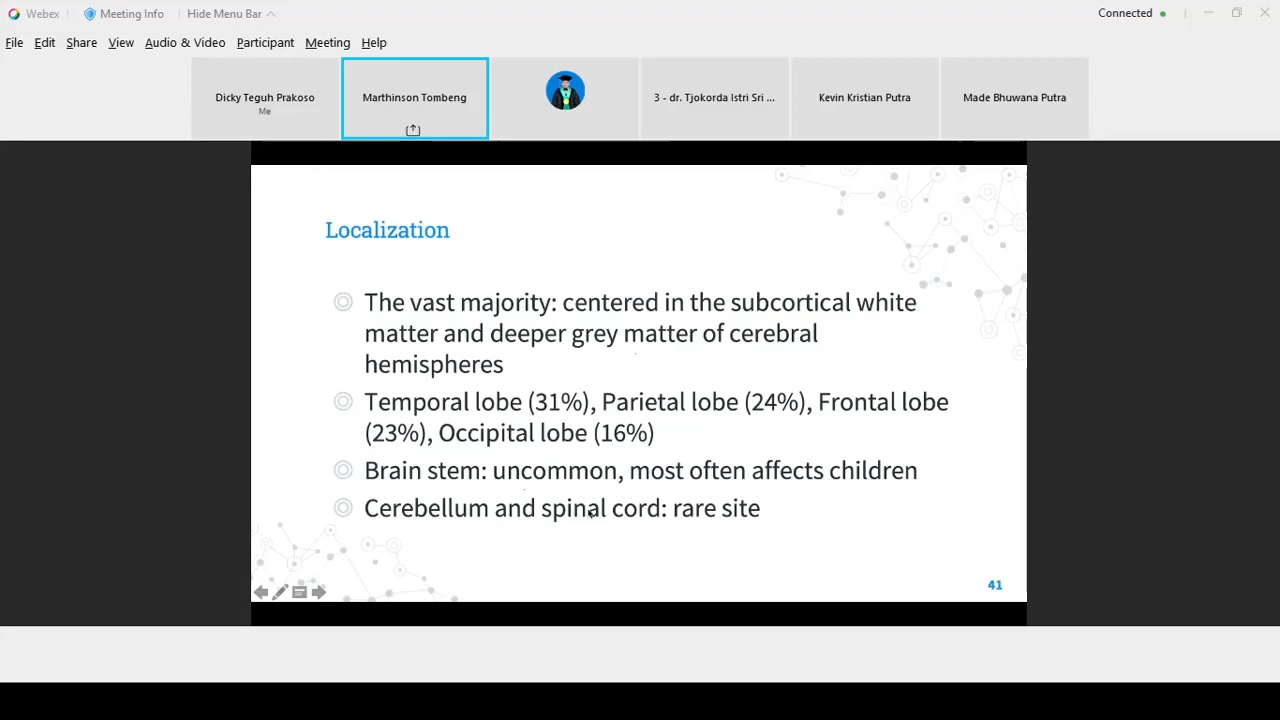 Webex
Meeting Info
Hide Menu Bar
Connected
File Edit Share View Audio & Video Participant Meeting Help
Dicky Teguh Prakoso
Me
Marthinson Tombeng
3 - dr. Tjokorda Istri Sri ...
Kevin Kristian Putra
Made Bhuwana Putra
Localization
The vast majority: centered in the subcortical white
matter and deeper grey matter of cerebral
hemispheres
Temporal lobe (31%), Parietal lobe (24%), Frontal lobe
(23%), Occipital lobe (16%)
Brain stem: uncommon, most often affects children
Cerebellum and spinal cord: rare site
41